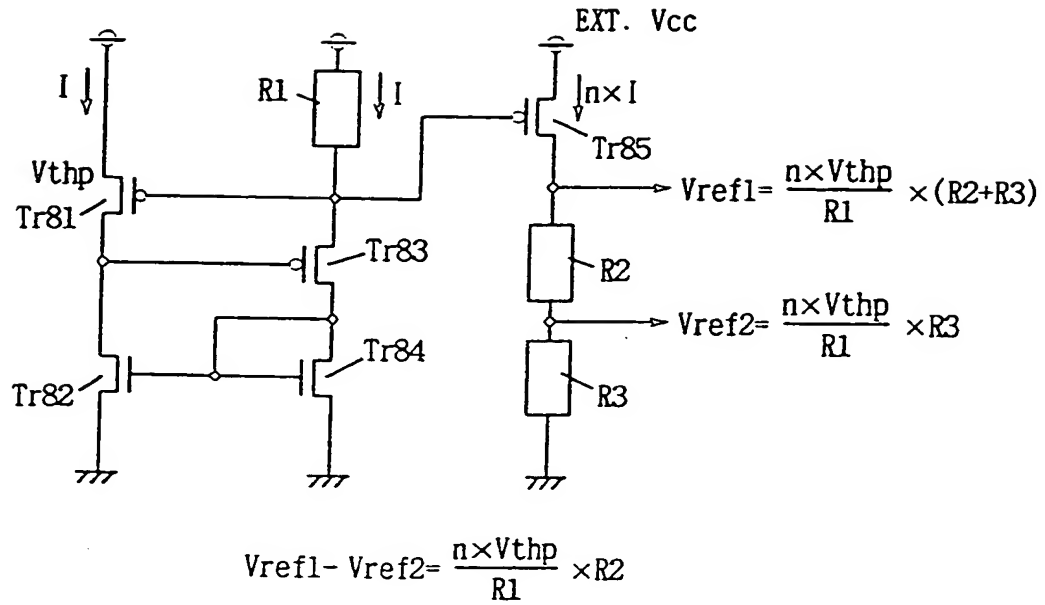 EXT. Vcc
I
R1
I
n×I
Vthp
Tr81
Tr85
Vref1= n×Vthp/R1 ×(R2+R3)
Tr83
R2
Vref2= n×Vthp/R1 ×R3
Tr82
Tr84
R3
Vref1- Vref2= n×Vthp/R1 ×R2